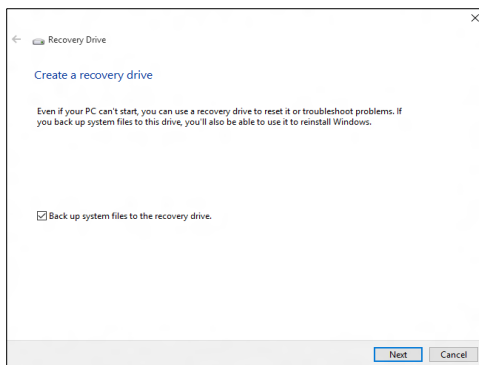 Recovery Drive
Create a recovery drive
Even if your PC can't start, you can use a recovery drive to reset it or troubleshoot problems. If
you back up system files to this drive, you'll also be able to use it to reinstall Windows.
Back up system files to the recovery drive.
Next Cancel